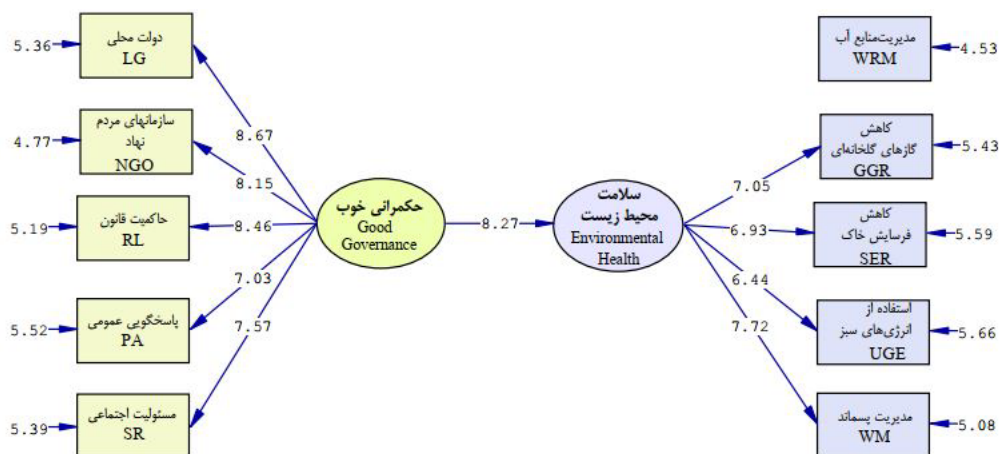 5.36
دولت محلی
LG
8.67
4.77
سازمانهای مردم
نهاد
NGO
8.15
5.19
حاکمیت قانون
RL
8.46
5.52
پاسخگویی عمومی
PA
7.03
5.39
مسئولیت اجتماعی
SR
7.57
حکمرانی خوب
Good
Governance
8.27
سلامت
محیط زیست
Environmental
Health
مدیریت‌منابع آب
WRM
4.53
7.05
کاهش
گازهای گلخانه‌ای
GGR
5.43
6.93
کاهش
فرسایش خاک
SER
5.59
6.44
استفاده از
انرژی‌های سبز
UGE
5.66
7.72
مدیریت پسماند
WM
5.08